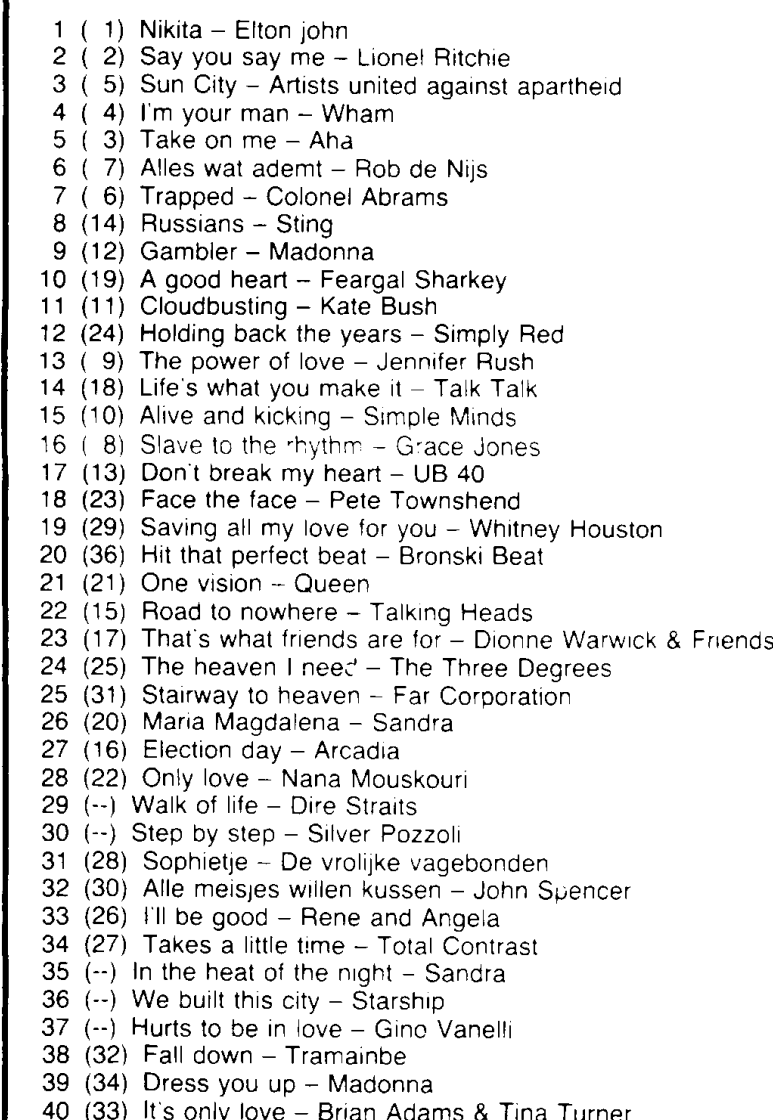 1 ( 1) Nikita – Elton john
2 ( 2) Say you say me – Lionel Ritchie
3 ( 5) Sun City – Artists united against apartheid
4 ( 4) I'm your man – Wham
5 ( 3) Take on me – Aha
6 ( 7) Alles wat ademt – Rob de Nijs
7 ( 6) Trapped – Colonel Abrams
8 (14) Russians – Sting
9 (12) Gambler – Madonna
10 (19) A good heart – Feargal Sharkey
11 (11) Cloudbusting – Kate Bush
12 (24) Holding back the years – Simply Red
13 ( 9) The power of love – Jennifer Rush
14 (18) Life's what you make it – Talk Talk
15 (10) Alive and kicking – Simple Minds
16 ( 8) Slave to the rhythm – Grace Jones
17 (13) Don't break my heart – UB 40
18 (23) Face the face – Pete Townshend
19 (29) Saving all my love for you – Whitney Houston
20 (36) Hit that perfect beat – Bronski Beat
21 (21) One vision – Queen
22 (15) Road to nowhere – Talking Heads
23 (17) That's what friends are for – Dionne Warwick & Friends
24 (25) The heaven I need – The Three Degrees
25 (31) Stairway to heaven – Far Corporation
26 (20) Maria Magdalena – Sandra
27 (16) Election day – Arcadia
28 (22) Only love – Nana Mouskouri
29 (--) Walk of life – Dire Straits
30 (--) Step by step – Silver Pozzoli
31 (28) Sophietje – De vrolijke vagebonden
32 (30) Alle meisjes willen kussen – John Spencer
33 (26) I'll be good – Rene and Angela
34 (27) Takes a little time – Total Contrast
35 (--) In the heat of the night – Sandra
36 (--) We built this city – Starship
37 (--) Hurts to be in love – Gino Vanelli
38 (32) Fall down – Tramainbe
39 (34) Dress you up – Madonna
40 (33) It's only love – Brian Adams & Tina Turner